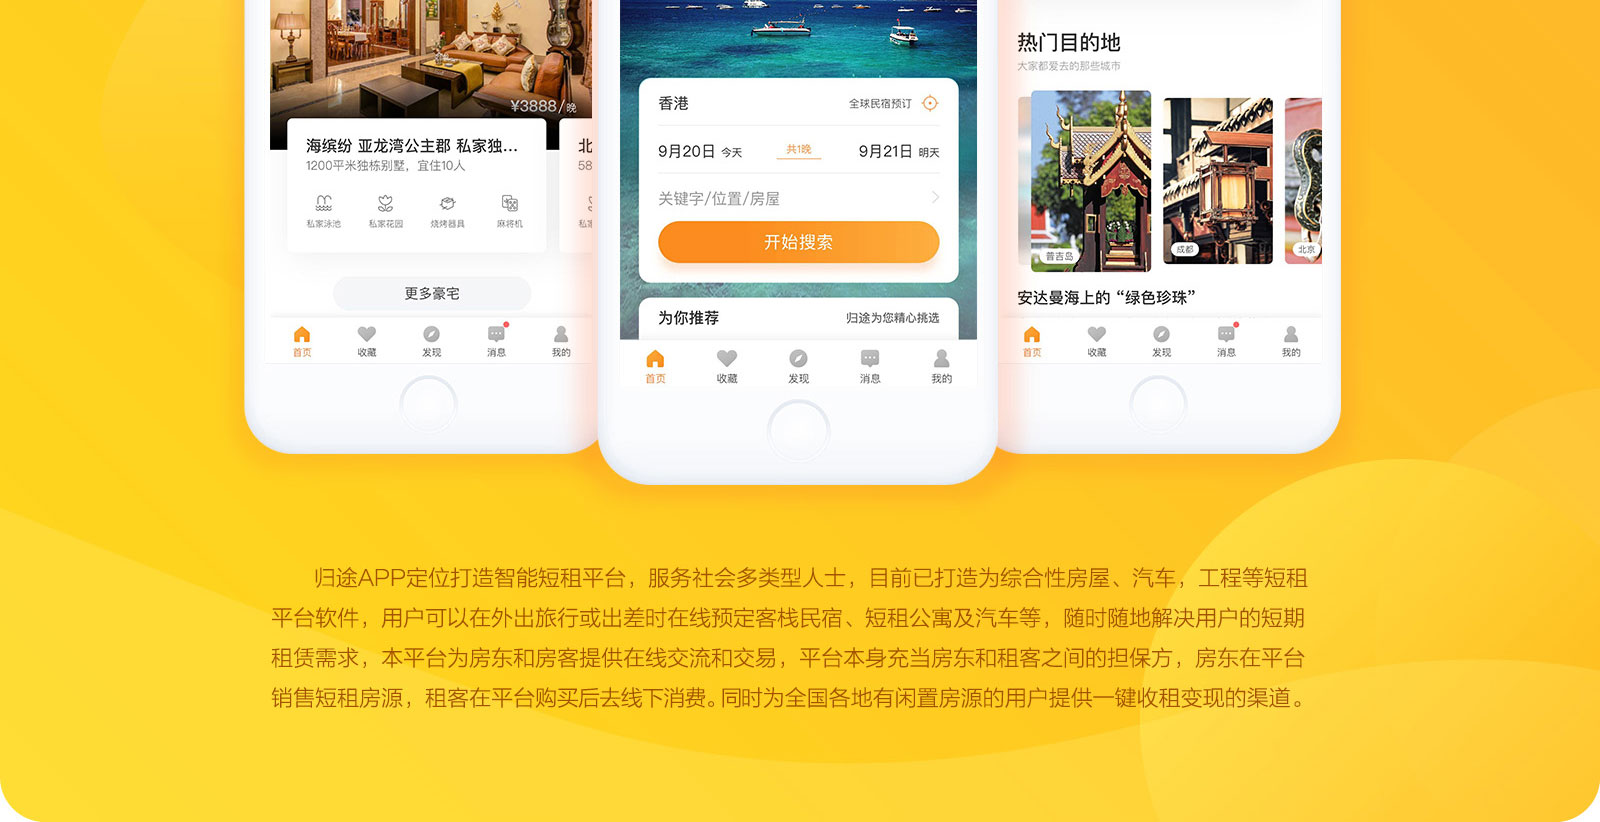 ¥3888/晚
海缤纷 亚龙湾公主郡 私家独...
1200平米独栋别墅，宜住10人
私家泳池 私家花园 烧烤器具 麻将机
北
58
私
更多豪宅
首页 收藏 发现 消息 我的
香港 全球民宿预订
9月20日 今天 共1晚 9月21日 明天
关键字/位置/房屋
开始搜索
为你推荐 归途为您精心挑选
首页 收藏 发现 消息 我的
热门目的地
大家都爱去的那些城市
普吉岛 成都 北京
安达曼海上的“绿色珍珠”
首页 收藏 发现 消息 我的
归途APP定位打造智能短租平台，服务社会多类型人士，目前已打造为综合性房屋、汽车，工程等短租
平台软件，用户可以在外出旅行或出差时在线预定客栈民宿、短租公寓及汽车等，随时随地解决用户的短期
租赁需求，本平台为房东和房客提供在线交流和交易，平台本身充当房东和租客之间的担保方，房东在平台
销售短租房源，租客在平台购买后去线下消费。同时为全国各地有闲置房源的用户提供一键收租变现的渠道。